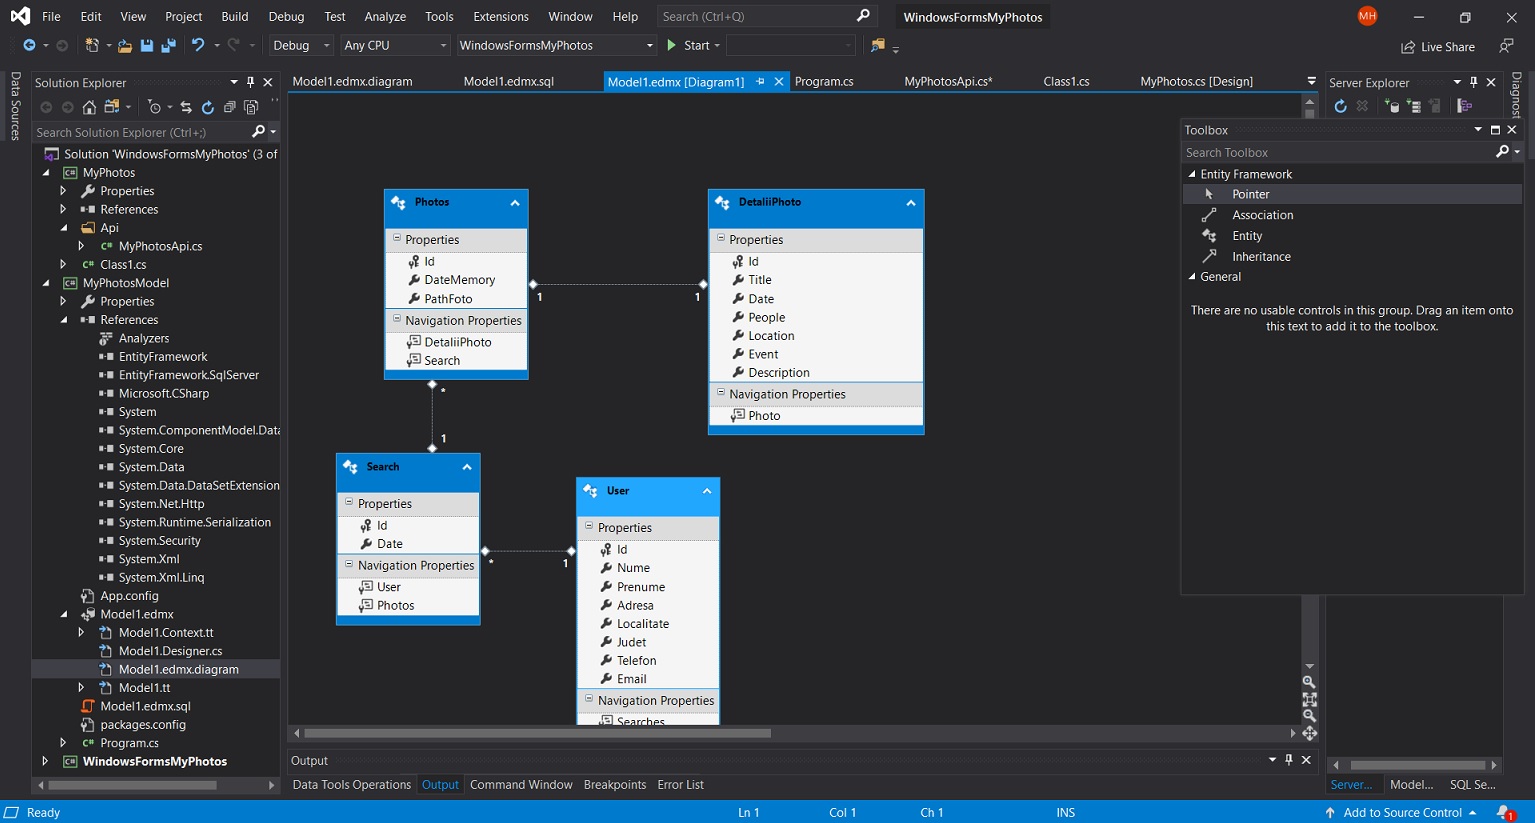 File Edit View Project Build Debug Test Analyze Tools Extensions Window Help Search (Ctrl+Q) WindowsFormsMyPhotos MH
Debug Any CPU WindowsFormsMyPhotos Start Live Share
Data Sources
Solution Explorer
Search Solution Explorer (Ctrl+;)
Solution 'WindowsFormsMyPhotos' (3 of
MyPhotos
Properties
References
Api
MyPhotosApi.cs
Class1.cs
MyPhotosModel
Properties
References
Analyzers
EntityFramework
EntityFramework.SqlServer
Microsoft.CSharp
System
System.ComponentModel.Data
System.Core
System.Data
System.Data.DataSetExtension
System.Net.Http
System.Runtime.Serialization
System.Security
System.Xml
System.Xml.Linq
App.config
Model1.edmx
Model1.Context.tt
Model1.Designer.cs
Model1.edmx.diagram
Model1.tt
Model1.edmx.sql
packages.config
Program.cs
WindowsFormsMyPhotos
Model1.edmx.diagram Model1.edmx.sql Model1.edmx [Diagram1] Program.cs MyPhotosApi.cs* Class1.cs MyPhotos.cs [Design]
Photos
Properties
Id
DateMemory
PathFoto
Navigation Properties
DetaliiPhoto
Search
1 1
DetaliiPhoto
Properties
Id
Title
Date
People
Location
Event
Description
Navigation Properties
Photo
*
1
Search
Properties
Id
Date
Navigation Properties
User
Photos
* 1
User
Properties
Id
Nume
Prenume
Adresa
Localitate
Judet
Telefon
Email
Navigation Properties
Searches
Server Explorer
Diagnost
Toolbox
Search Toolbox
Entity Framework
Pointer
Association
Entity
Inheritance
General
There are no usable controls in this group. Drag an item onto
this text to add it to the toolbox.
Output
Data Tools Operations Output Command Window Breakpoints Error List
Server... Model... SQL Se...
Ready Ln 1 Col 1 Ch 1 INS Add to Source Control 1